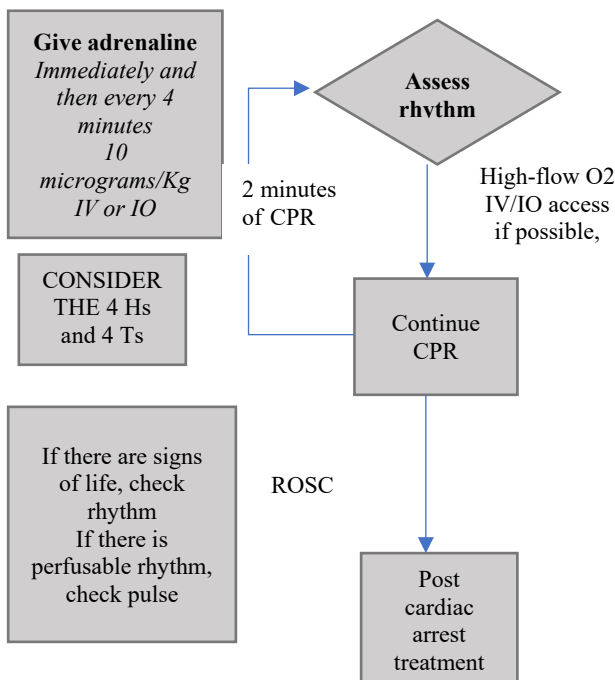 Give adrenaline
Immediately and
then every 4
minutes
10
micrograms/Kg
IV or IO
Assess
rhythm
2 minutes
of CPR
High-flow O2
IV/IO access
if possible,
CONSIDER
THE 4 Hs
and 4 Ts
Continue
CPR
If there are signs
of life, check
rhythm
If there is
perfusable rhythm,
check pulse
ROSC
Post
cardiac
arrest
treatment